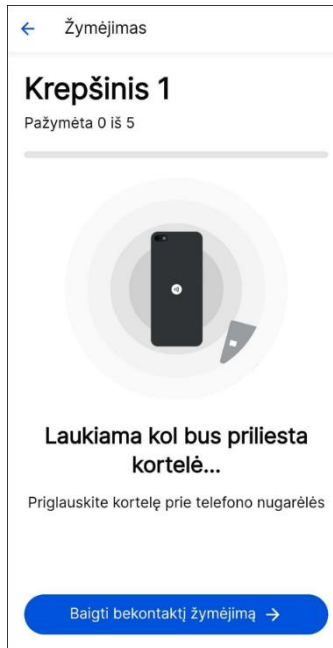 Žymėjimas
Krepšinis 1
Pažymėta 0 iš 5
Laukiama kol bus priliesta
kortelė...
Priglauskite kortelę prie telefono nugarėlės
Baigti bekontaktį žymėjimą →